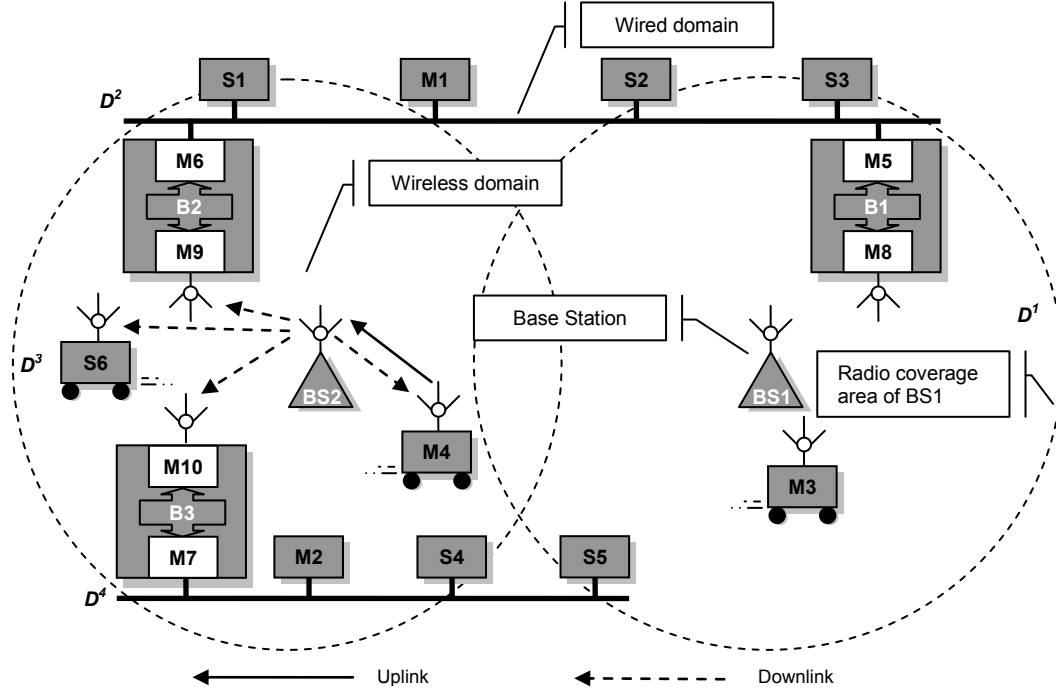 Wired domain
S1
M1
S2
S3
D²
M6
B2
M9
Wireless domain
M5
B1
M8
Base Station
D¹
S6
D³
BS2
BS1
Radio coverage
area of BS1
M4
M3
M10
B3
M7
M2
S4
S5
D⁴
Uplink
Downlink